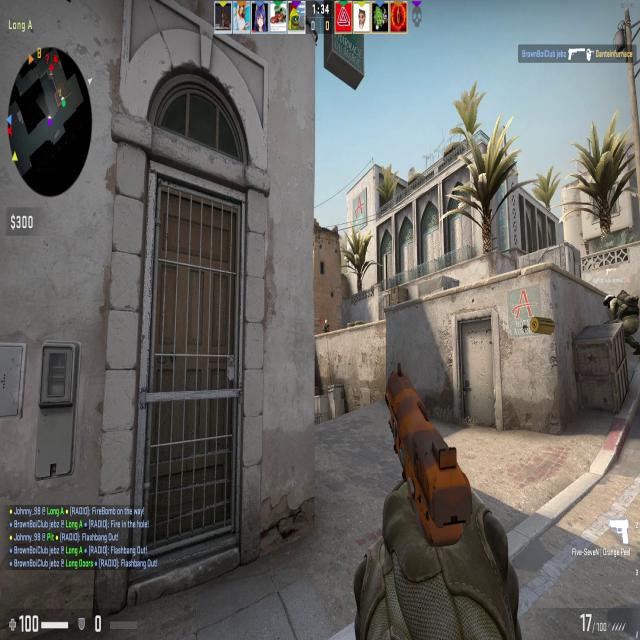 Long A
1:34
0
BrownBoiClub jebz Danteinfurnace
$300
A
Johnny_98 @ Long A [RADIO]: FireBomb on the way!
BrownBoiClub jebz @ Long A [RADIO]: Fire in the hole!
Johnny_98 @ Pit [RADIO]: Flashbang Out!
BrownBoiClub jebz @ Long A [RADIO]: Flashbang Out!
BrownBoiClub jebz @ Long Doors [RADIO]: Flashbang Out!
Five-SeveN | Orange Peel
100
0
17/100